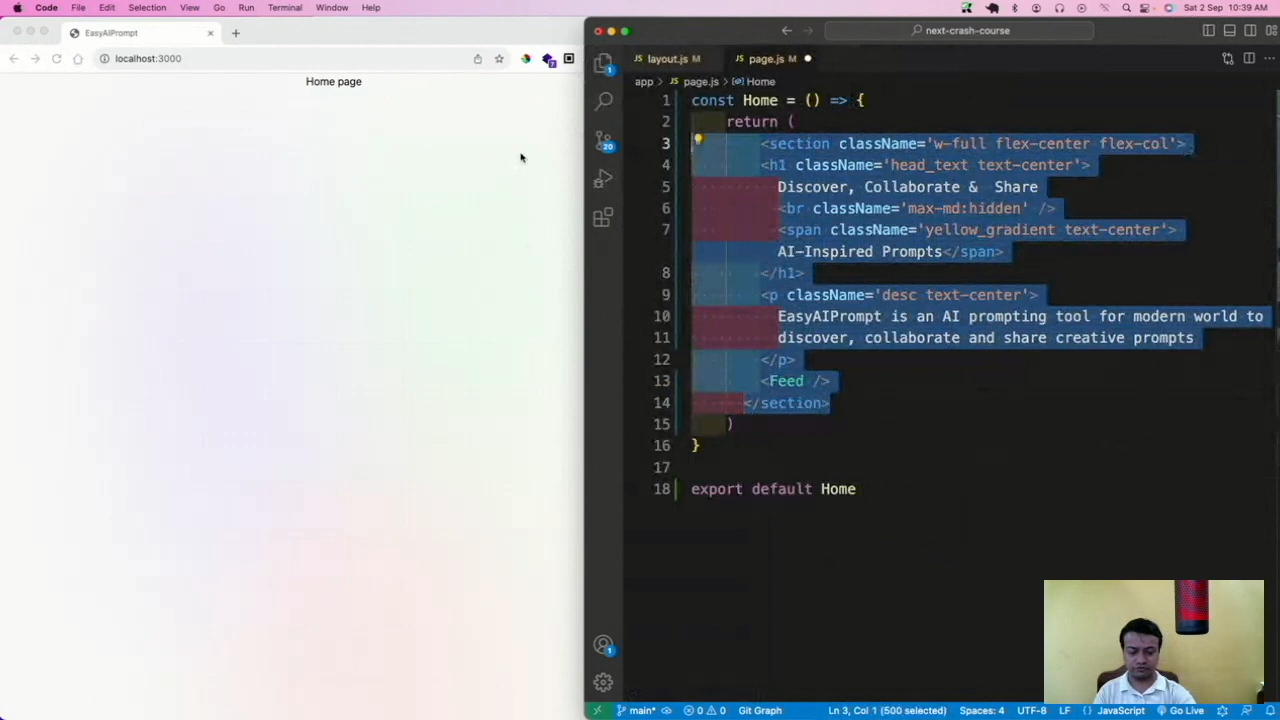 Code File Edit Selection View Go Run Terminal Window Help
Sat 2 Sep 10:39 AM
EasyAIPrompt
localhost:3000
7
Home page
next-crash-course
layout.js M
page.js M
app > page.js > Home
1 const Home = () => {
2 return (
3 <section className='w-full flex-center flex-col'>
4 <h1 className='head_text text-center'>
5 Discover, Collaborate &  Share
6 <br className='max-md:hidden' />
7 <span className='yellow_gradient text-center'>
AI-Inspired Prompts</span>
8 </h1>
9 <p className='desc text-center'>
10 EasyAIPrompt is an AI prompting tool for modern world to
11 discover, collaborate and share creative prompts
12 </p>
13 <Feed />
14 </section>
15 )
16 }
17
18 export default Home
1
20
1
main* 0 0 Git Graph
Ln 3, Col 1 (500 selected) Spaces: 4 UTF-8 LF {} JavaScript Go Live